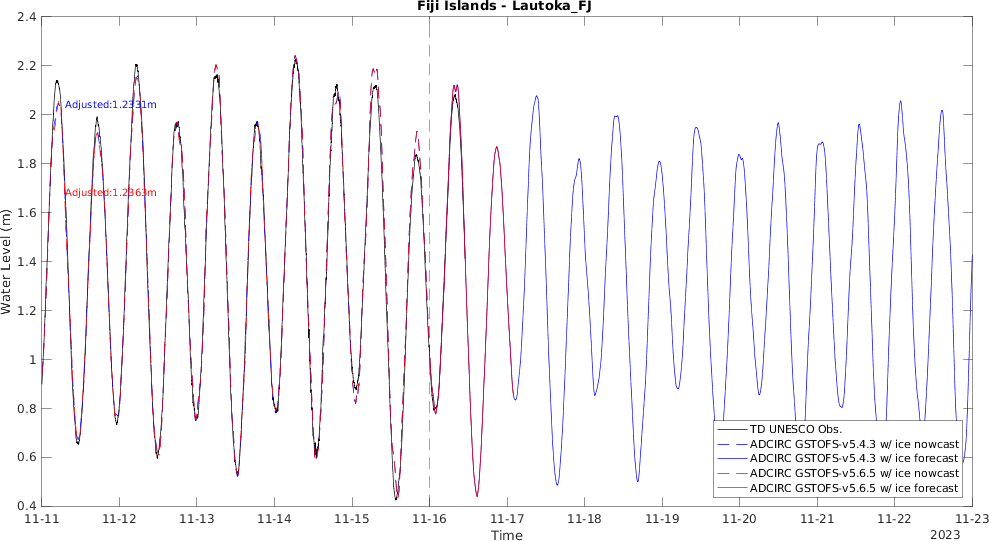 Fiji Islands - Lautoka_FJ
2.4
2.2
2
1.8
1.6
1.4
1.2
1
0.8
0.6
0.4
Water Level (m)
Adjusted:1.2331m
Adjusted:1.2363m
TD UNESCO Obs.
ADCIRC GSTOFS-v5.4.3 w/ ice nowcast
ADCIRC GSTOFS-v5.4.3 w/ ice forecast
ADCIRC GSTOFS-v5.6.5 w/ ice nowcast
ADCIRC GSTOFS-v5.6.5 w/ ice forecast
11-11 11-12 11-13 11-14 11-15 11-16 11-17 11-18 11-19 11-20 11-21 11-22 11-23
Time
2023